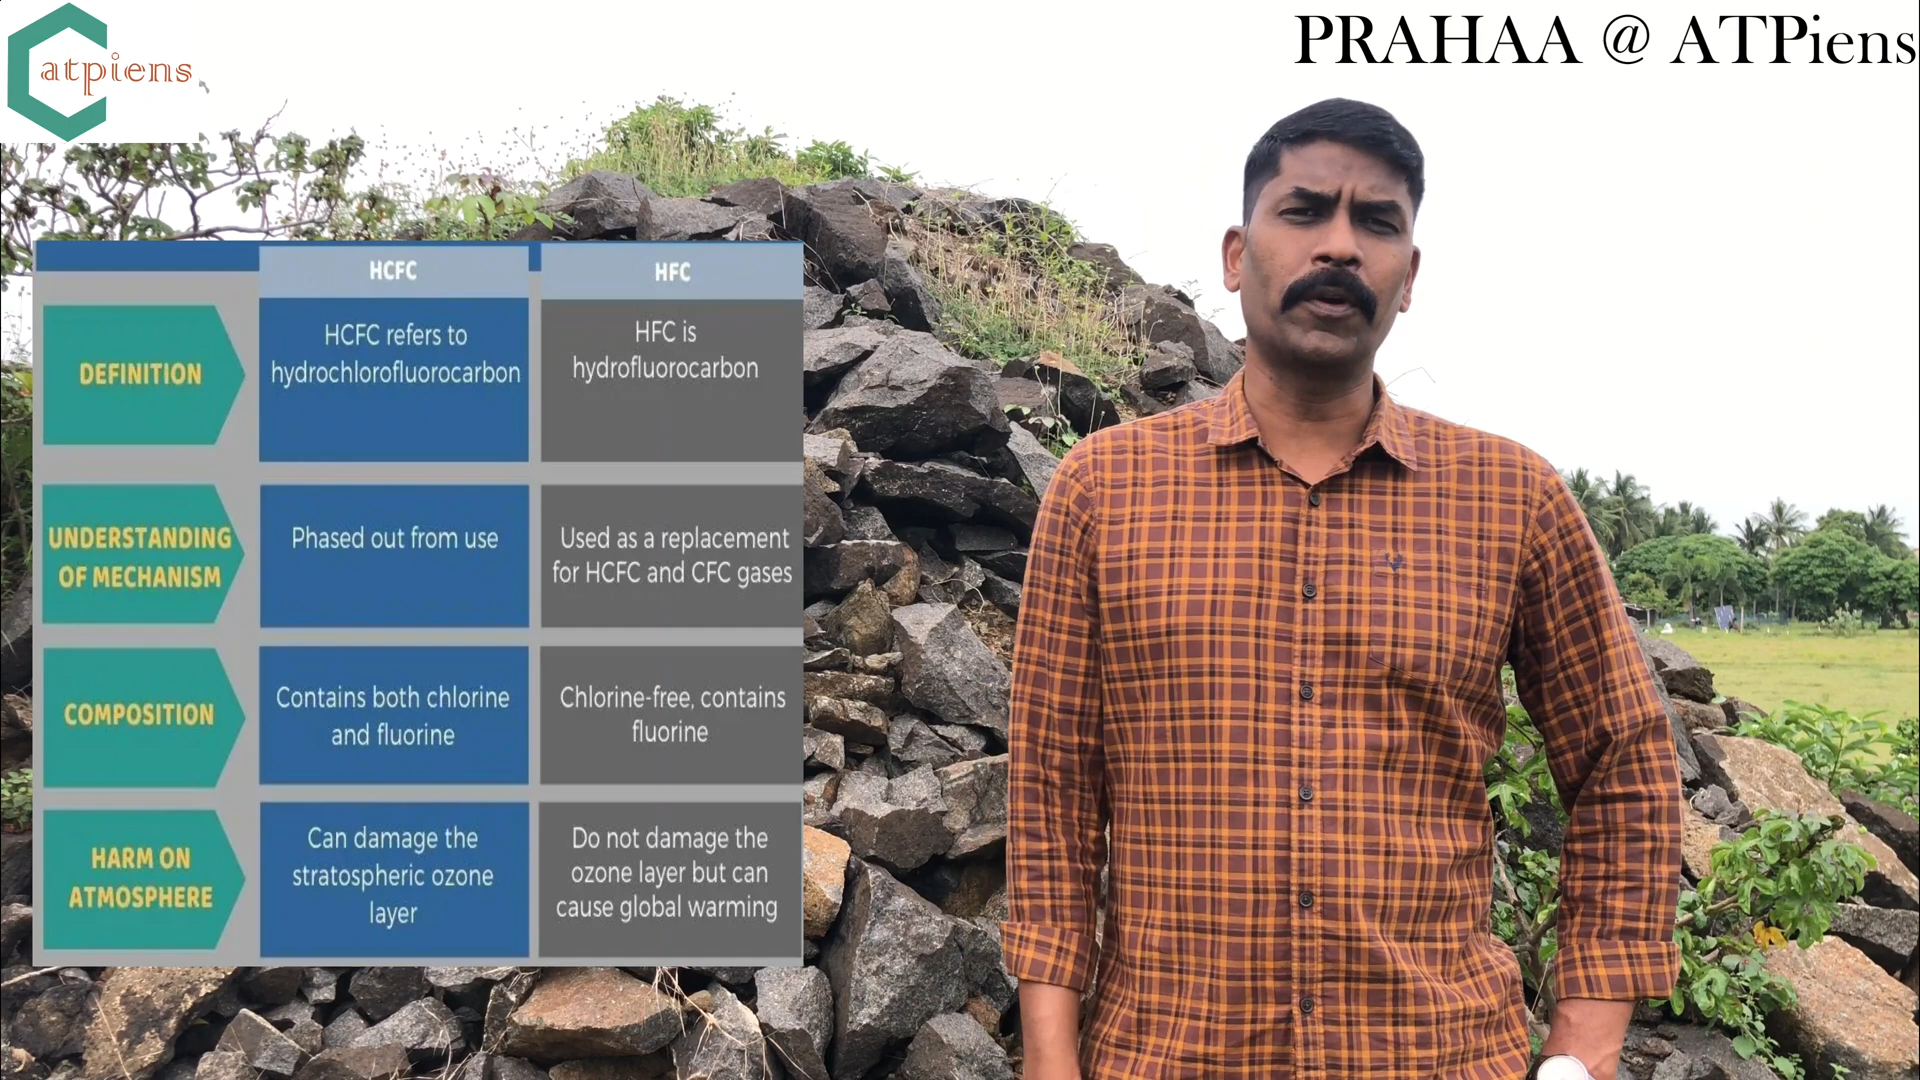 atpiens
PRAHAA @ ATPiens
HCFC
HFC
DEFINITION
HCFC refers to
hydrochlorofluorocarbon
HFC is
hydrofluorocarbon
UNDERSTANDING
OF MECHANISM
Phased out from use
Used as a replacement
for HCFC and CFC gases
COMPOSITION
Contains both chlorine
and fluorine
Chlorine-free, contains
fluorine
HARM ON
ATMOSPHERE
Can damage the
stratospheric ozone
layer
Do not damage the
ozone layer but can
cause global warming